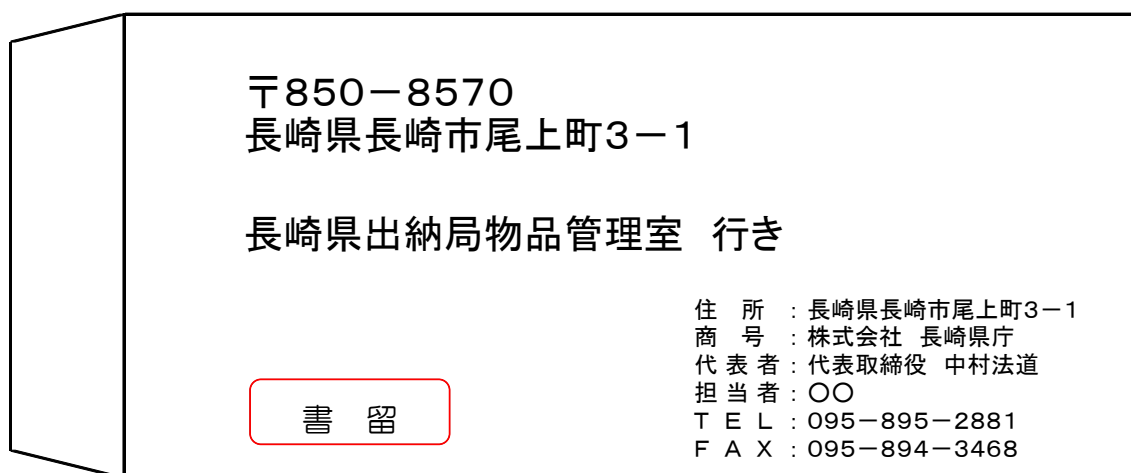 〒850－8570
長崎県長崎市尾上町3－1
長崎県出納局物品管理室　行き
住　所　：長崎県長崎市尾上町3－1
商　号　：株式会社　長崎県庁
代 表 者：代表取締役　中村法道
担 当 者：〇〇
Ｔ Ｅ Ｌ：095－895－2881
Ｆ Ａ Ｘ：095－894－3468
書　留